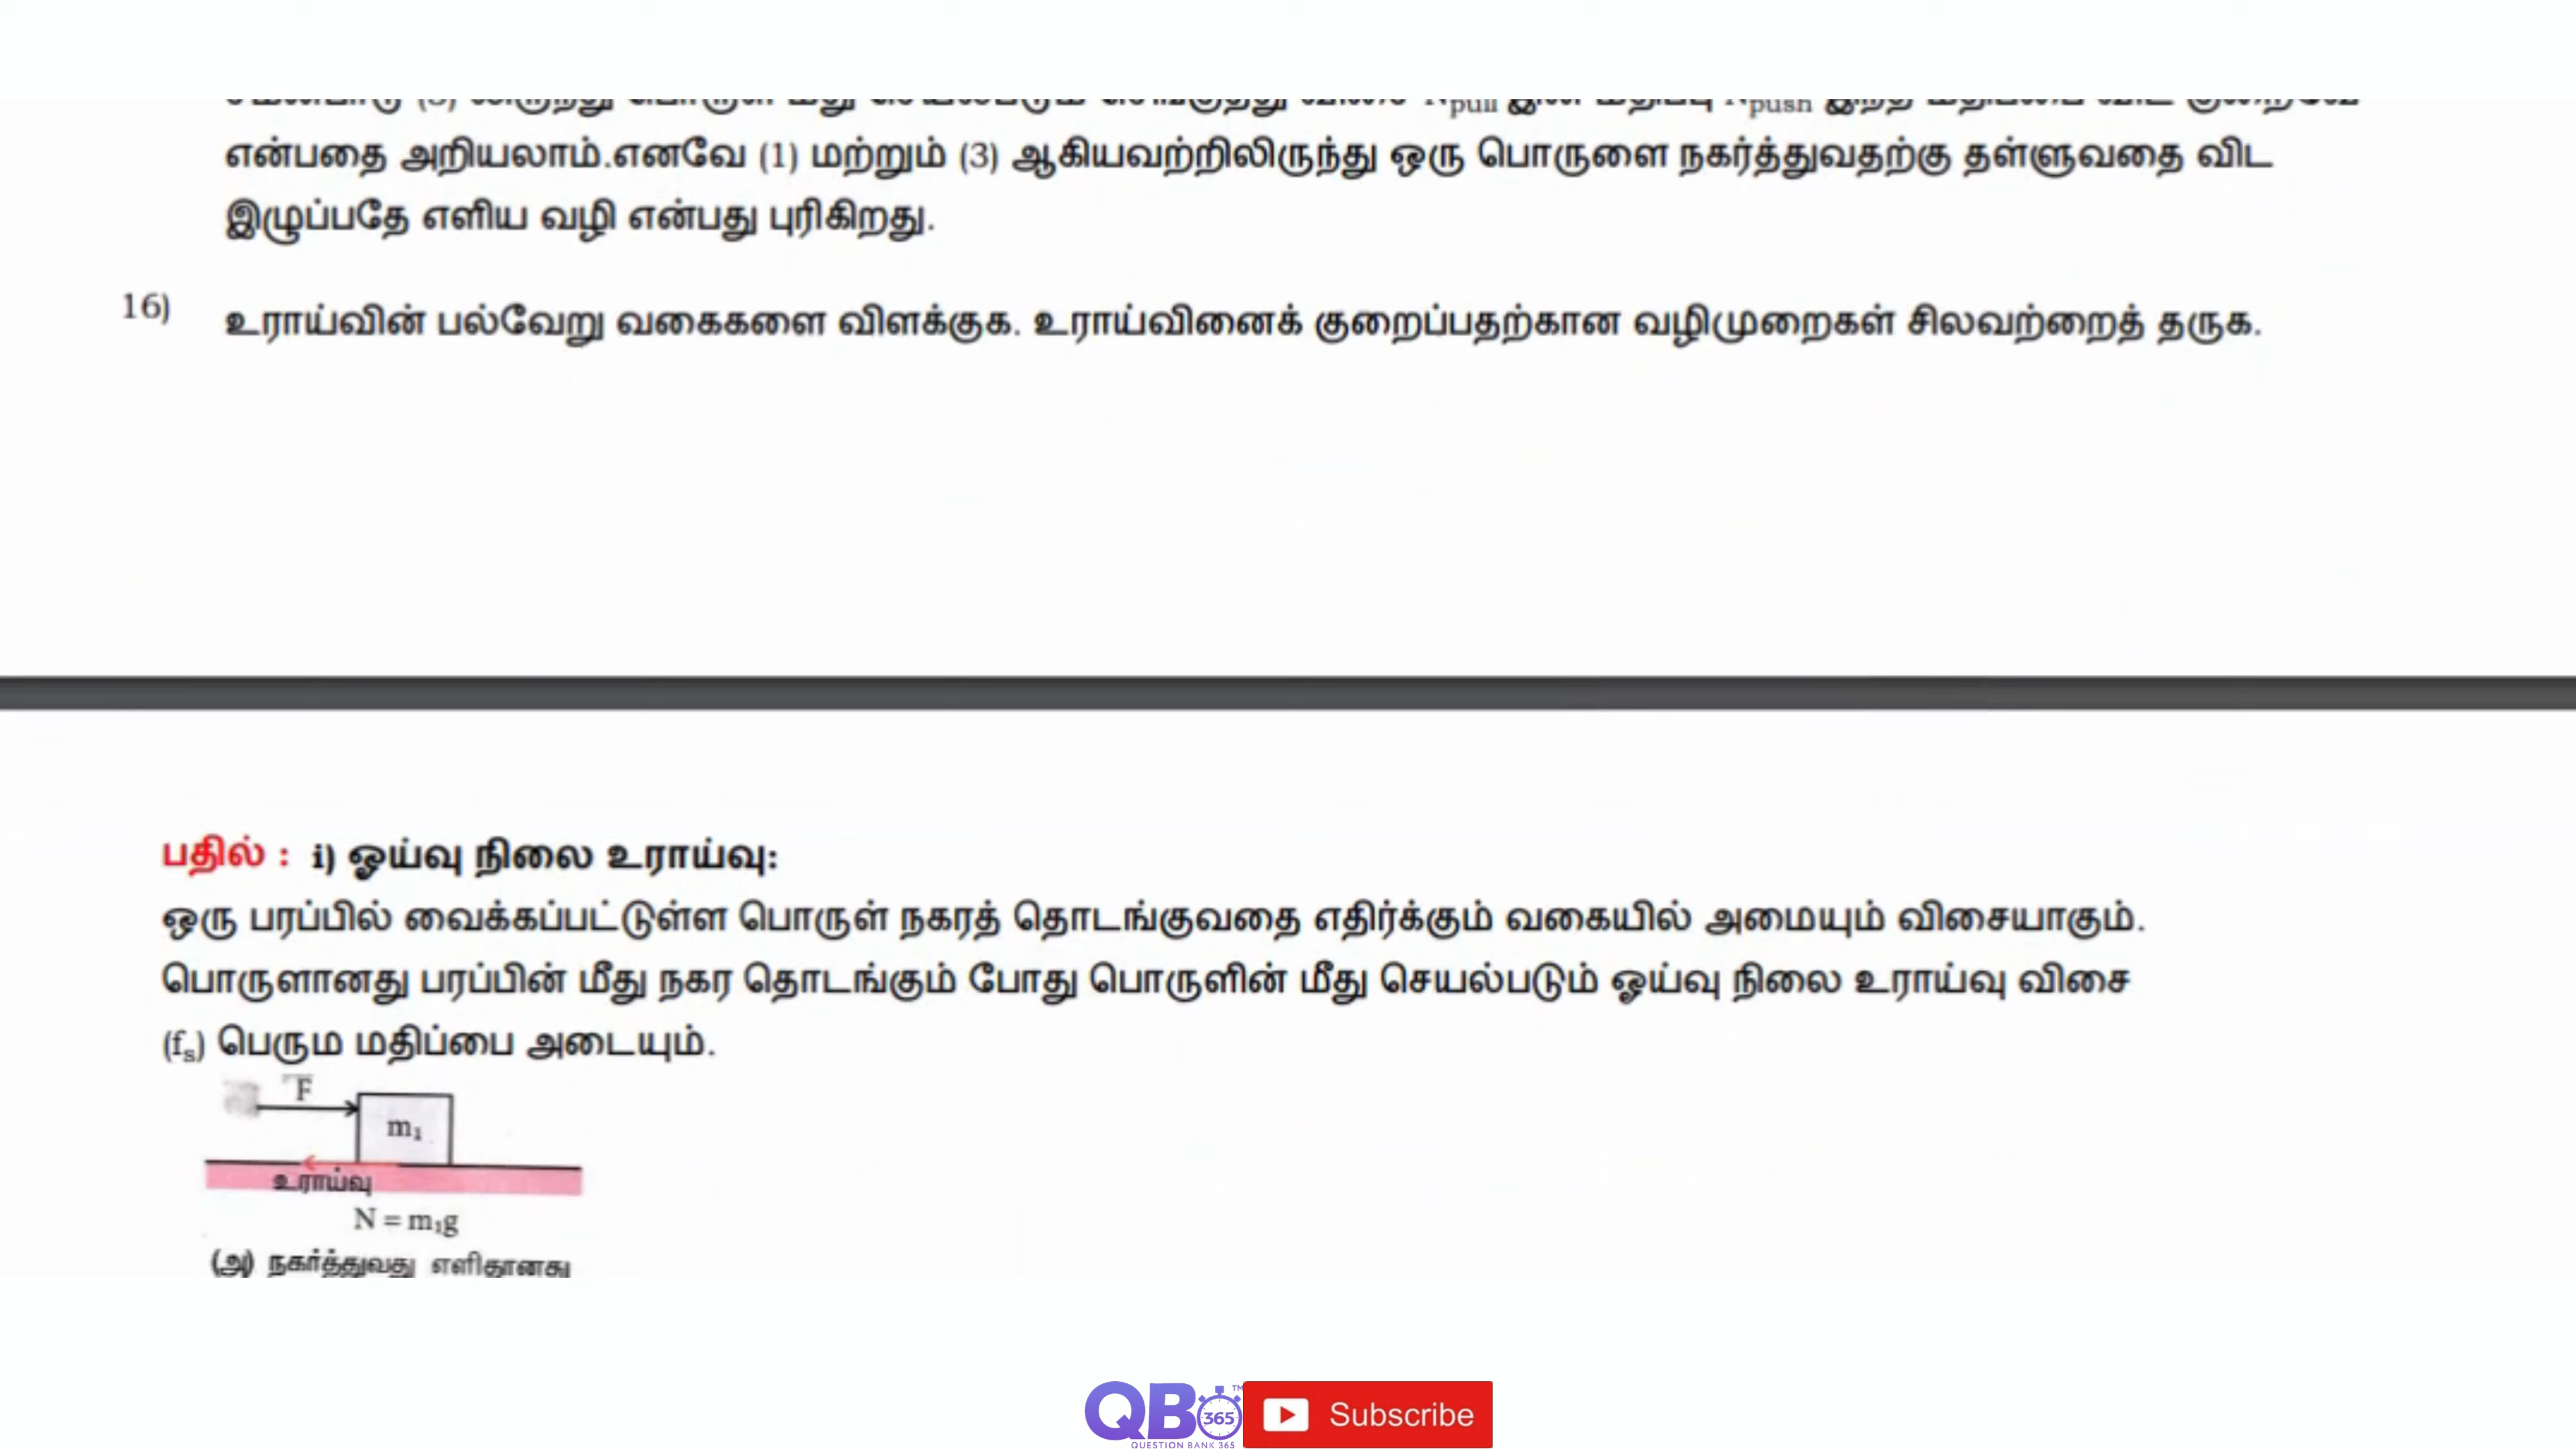 என்பதை அறியலாம்.எனவே (1) மற்றும் (3) ஆகியவற்றிலிருந்து ஒரு பொருளை நகர்த்துவதற்கு தள்ளுவதை விட
இழுப்பதே எளிய வழி என்பது புரிகிறது.
16) உராய்வின் பல்வேறு வகைகளை விளக்குக. உராய்வினைக் குறைப்பதற்கான வழிமுறைகள் சிலவற்றைத் தருக.
பதில் : i) ஓய்வு நிலை உராய்வு:
ஒரு பரப்பில் வைக்கப்பட்டுள்ள பொருள் நகரத் தொடங்குவதை எதிர்க்கும் வகையில் அமையும் விசையாகும்.
பொருளானது பரப்பின் மீது நகர தொடங்கும் போது பொருளின் மீது செயல்படும் ஓய்வு நிலை உராய்வு விசை
(fs) பெரும மதிப்பை அடையும்.
F
m₁
உராய்வு
N = m₁g
(அ) நகர்த்துவது எளிதானது
QB 365 ™
QUESTION BANK 365
Subscribe